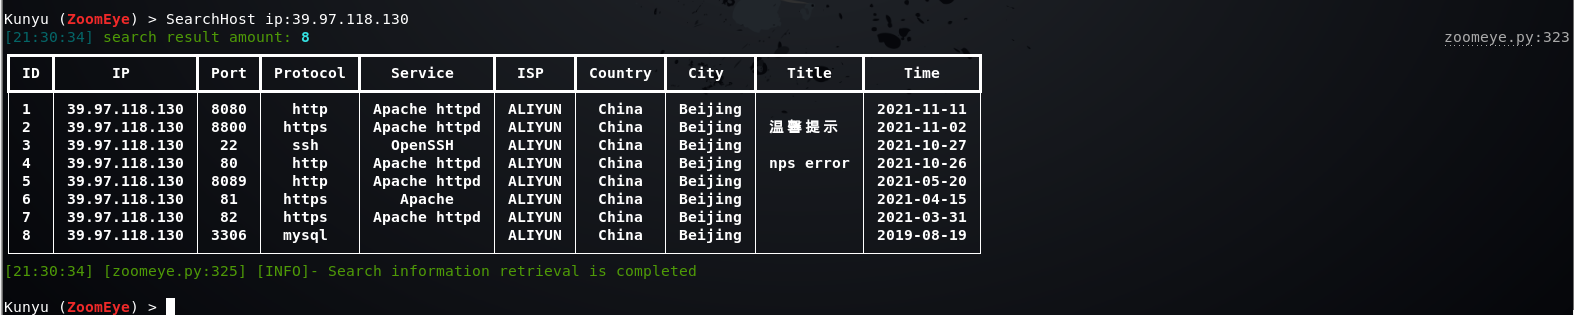 Kunyu (ZoomEye) > SearchHost ip:39.97.118.130
[21:30:34] search result amount: 8 zoomeye.py:323
ID IP Port Protocol Service ISP Country City Title Time
1 39.97.118.130 8080 http Apache httpd ALIYUN China Beijing 2021-11-11
2 39.97.118.130 8800 https Apache httpd ALIYUN China Beijing 温馨提示 2021-11-02
3 39.97.118.130 22 ssh OpenSSH ALIYUN China Beijing 2021-10-27
4 39.97.118.130 80 http Apache httpd ALIYUN China Beijing nps error 2021-10-26
5 39.97.118.130 8089 http Apache httpd ALIYUN China Beijing 2021-05-20
6 39.97.118.130 81 https Apache ALIYUN China Beijing 2021-04-15
7 39.97.118.130 82 https Apache httpd ALIYUN China Beijing 2021-03-31
8 39.97.118.130 3306 mysql ALIYUN China Beijing 2019-08-19
[21:30:34] [zoomeye.py:325] [INFO]- Search information retrieval is completed
Kunyu (ZoomEye) >